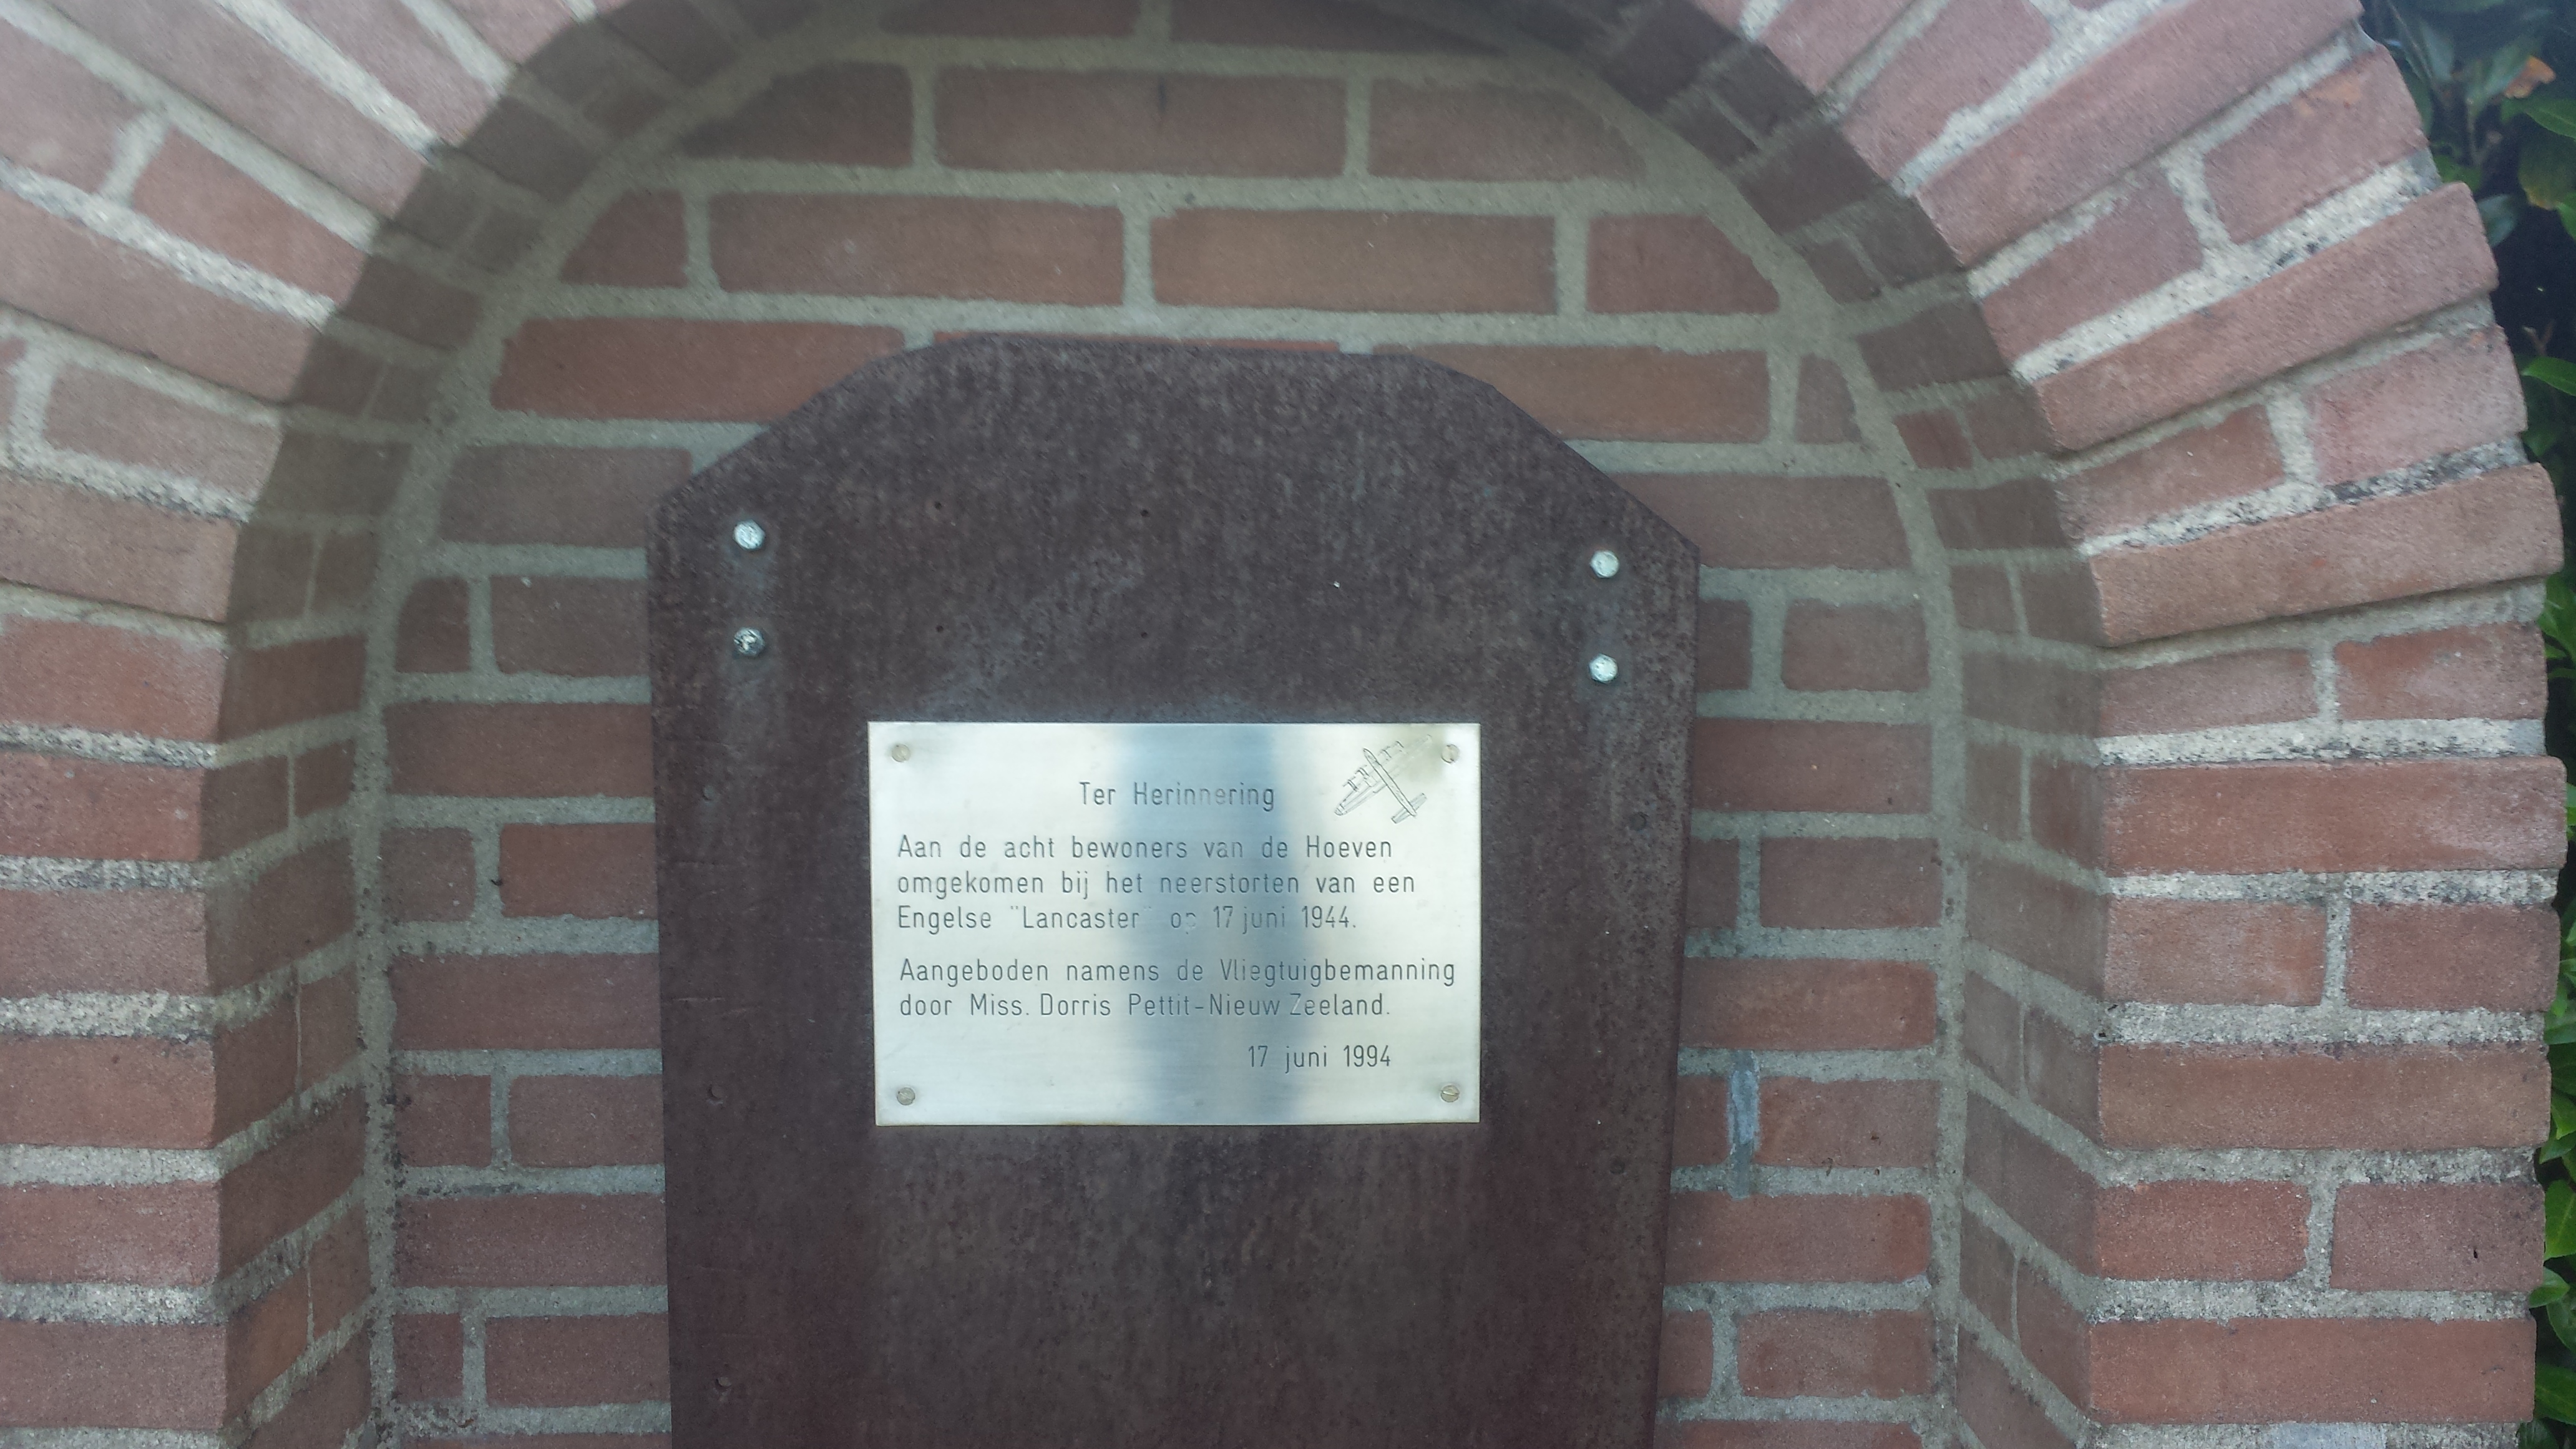 Ter Herinnering
Aan de acht bewoners van de Hoeven
omgekomen bij het neerstorten van een
Engelse "Lancaster" op 17 juni 1944.
Aangeboden namens de Vliegtuigbemanning
door Miss. Dorris Pettit-Nieuw Zeeland.
17 juni 1994